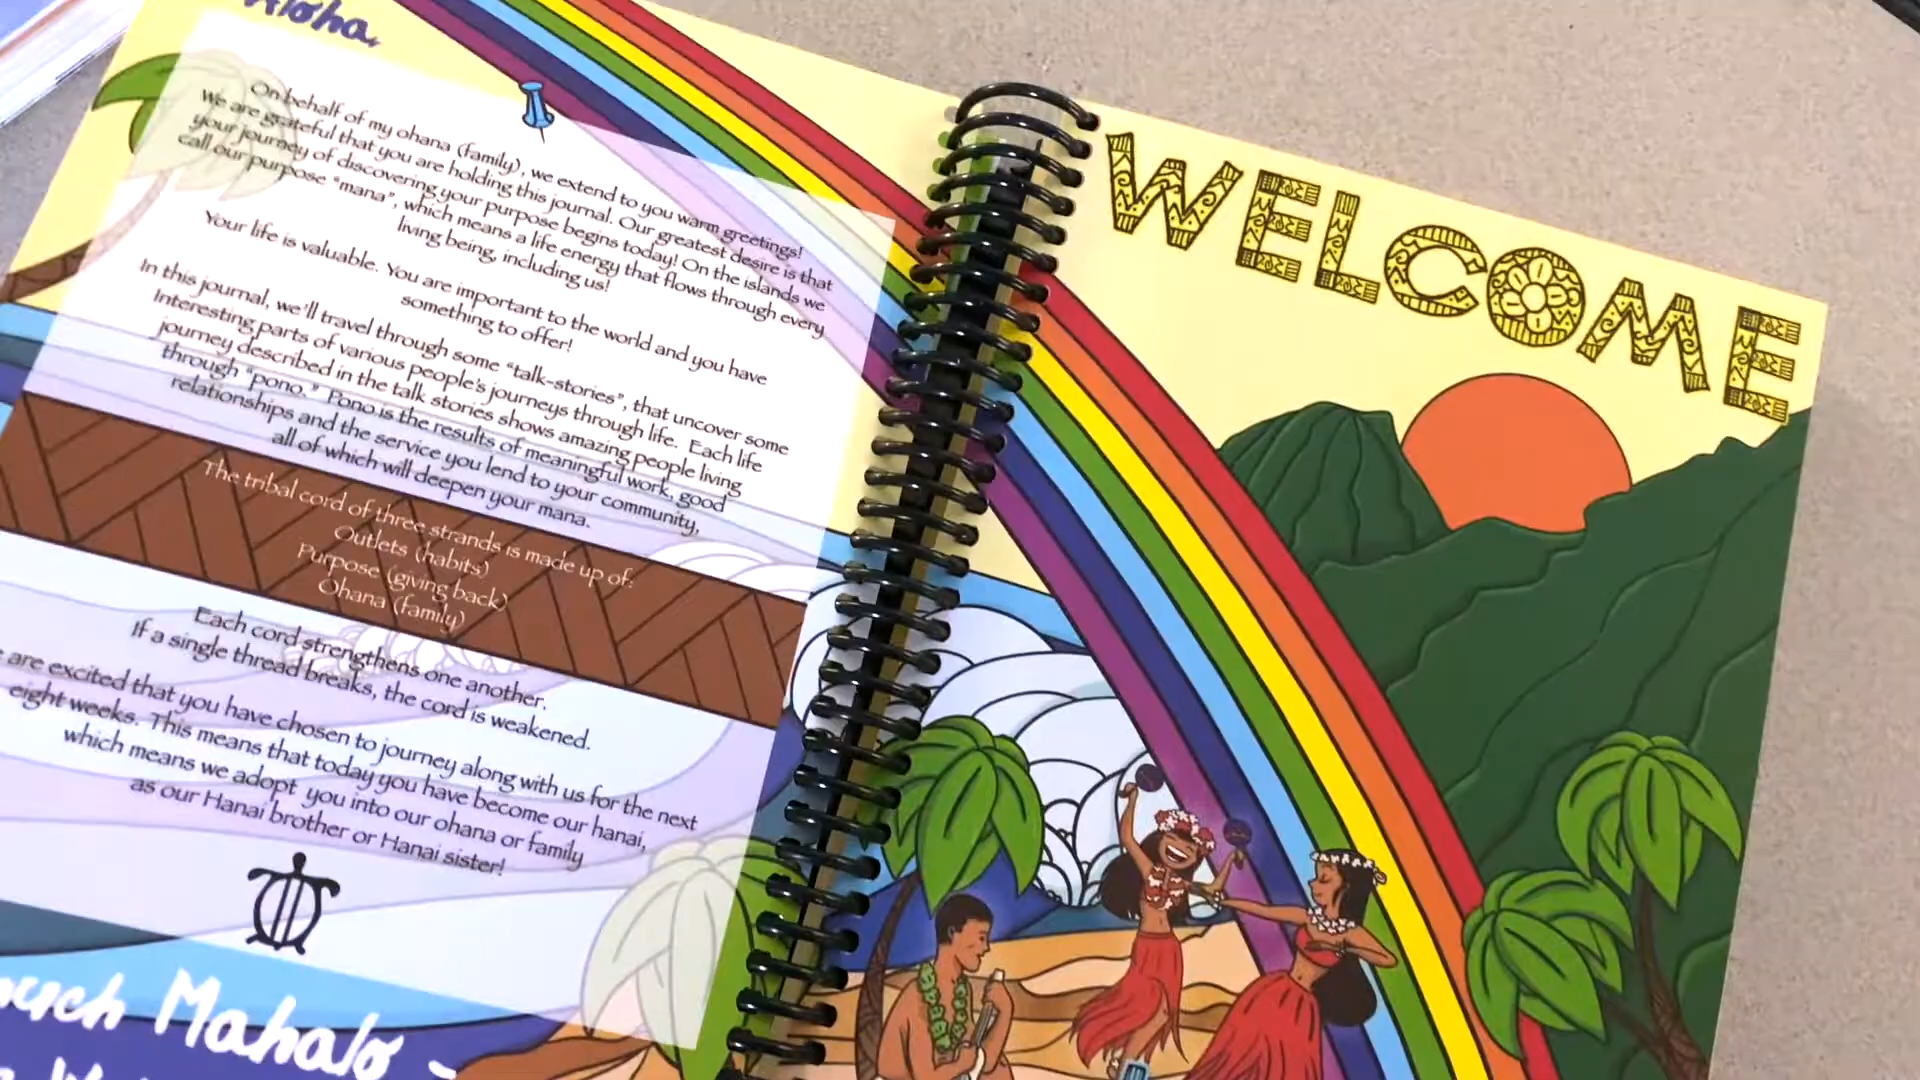 Aloha,
On behalf of my ohana (family), we extend to you warm greetings!
We are grateful that you are holding this journal. Our greatest desire is that
your journey of discovering your purpose begins today! On the islands we
call our purpose "mana", which means a life energy that flows through every
living being, including us!
Your life is valuable. You are important to the world and you have
something to offer!
In this journal, we'll travel through some "talk-stories", that uncover some
Interesting parts of various people's journeys through life. Each life
journey described in the talk stories shows amazing people living
through "pono." Pono is the results of meaningful work, good
relationships and the service you lend to your community,
all of which will deepen your mana.
The tribal cord of three strands is made up of:
Outlets (habits)
Purpose (giving back)
Ohana (family)
Each cord strengthens one another.
If a single thread breaks, the cord is weakened.
are excited that you have chosen to journey along with us for the next
eight weeks. This means that today you have become our hanai,
which means we adopt you into our ohana or family
as our Hanai brother or Hanai sister!
Mahalo -
WELCOME